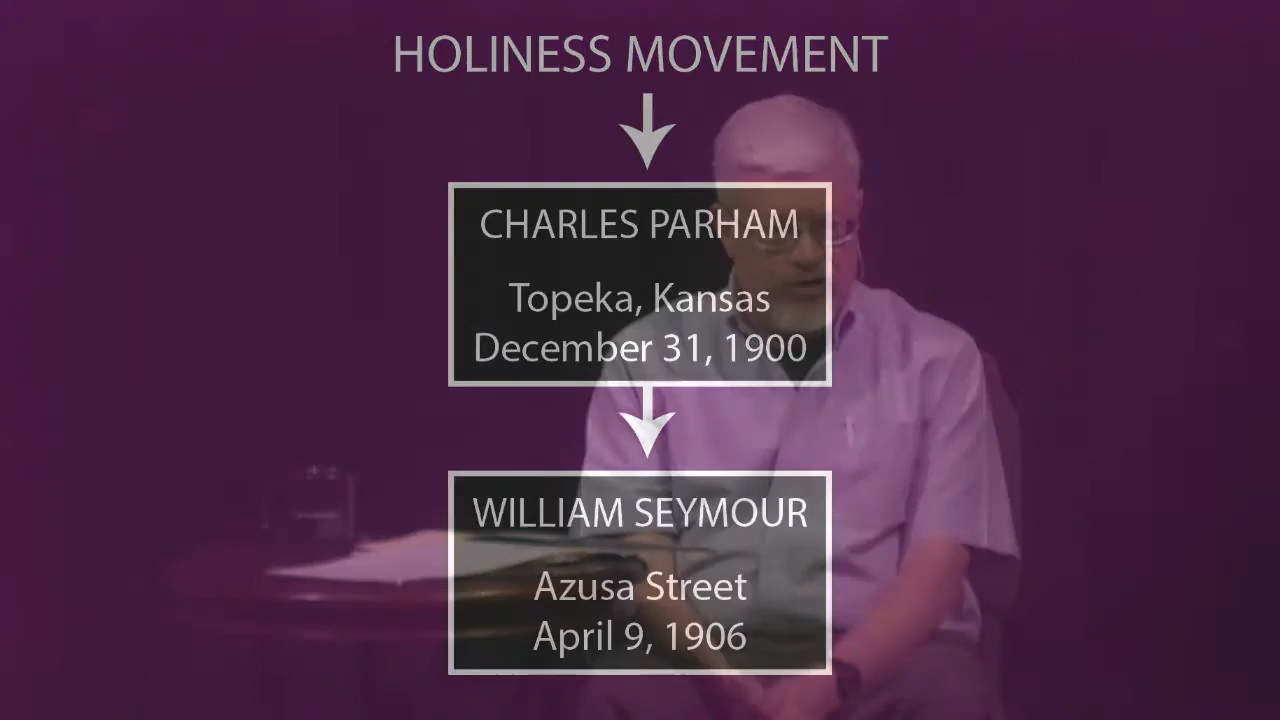 HOLINESS MOVEMENT
CHARLES PARHAM
Topeka, Kansas
December 31, 1900
WILLIAM SEYMOUR
Azusa Street
April 9, 1906